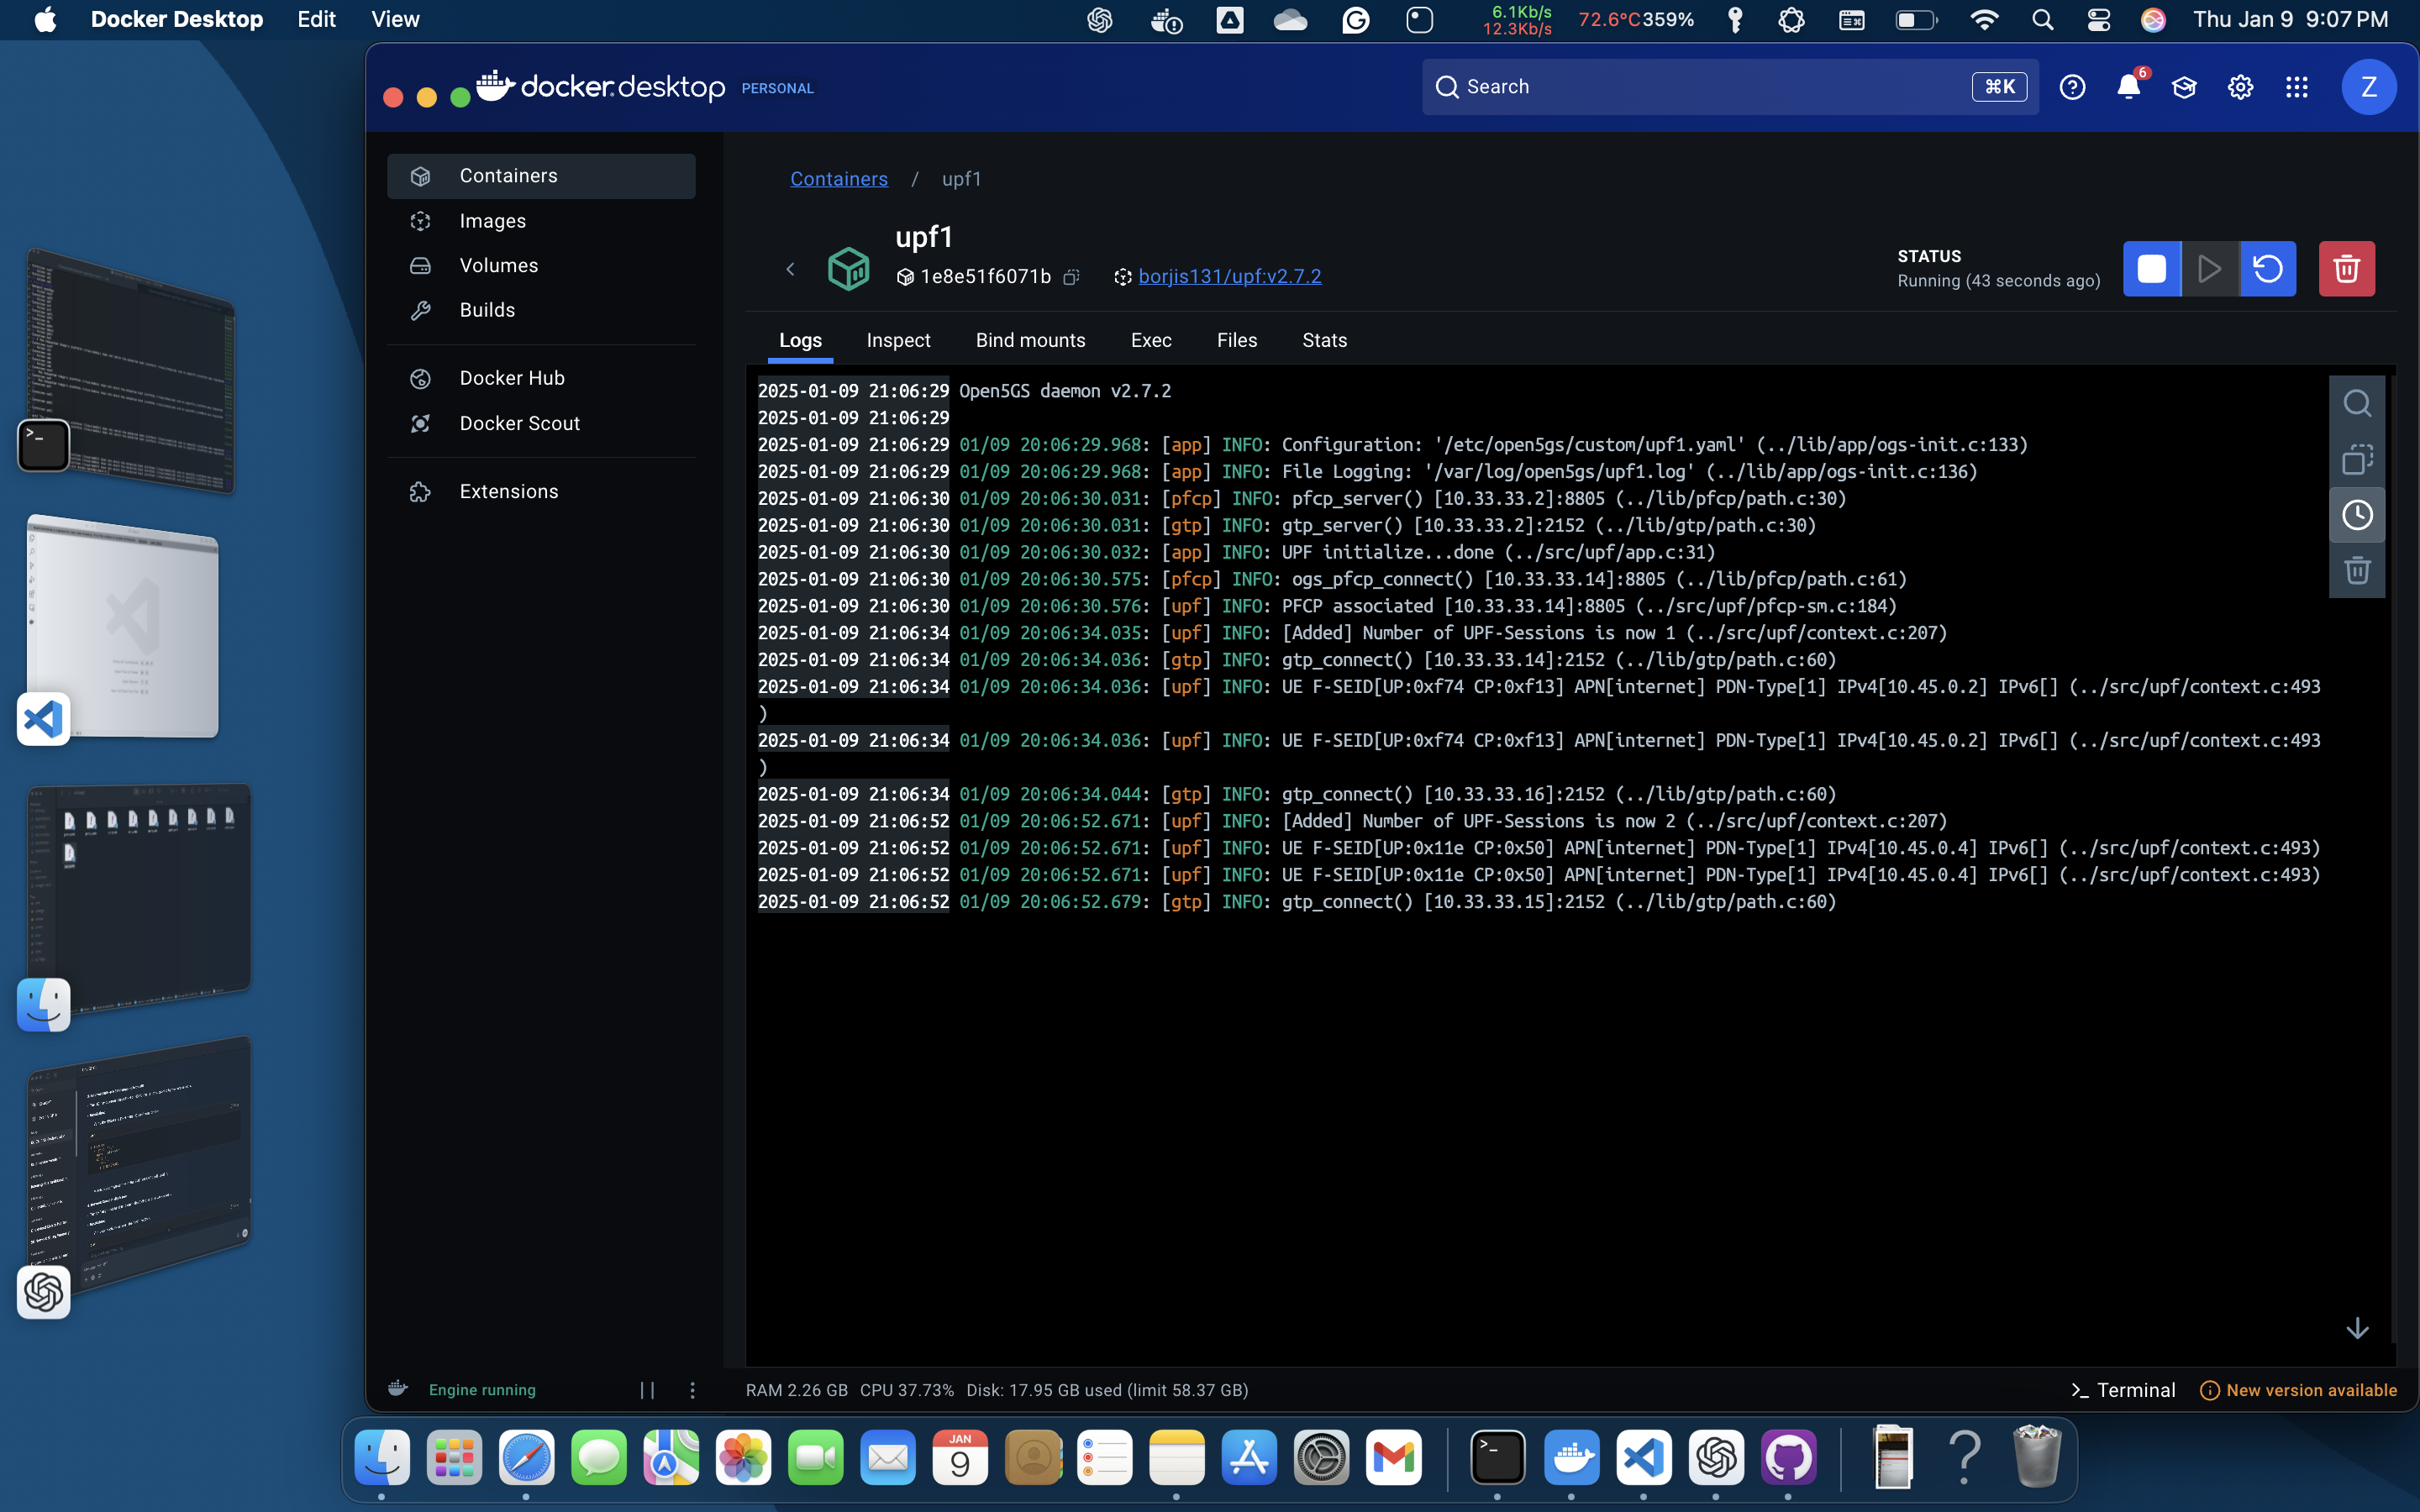 Docker Desktop Edit View 6.1Kb/s 12.3Kb/s 72.6°C 359% Thu Jan 9 9:07 PM
docker.desktop PERSONAL Search ⌘K 6 Z
Containers
Images
Volumes
Builds
Docker Hub
Docker Scout
Extensions
Containers / upf1
upf1
1e8e51f6071b borjis131/upf:v2.7.2
STATUS
Running (43 seconds ago)
Logs Inspect Bind mounts Exec Files Stats
2025-01-09 21:06:29 Open5GS daemon v2.7.2
2025-01-09 21:06:29
2025-01-09 21:06:29 01/09 20:06:29.968: [app] INFO: Configuration: '/etc/open5gs/custom/upf1.yaml' (../lib/app/ogs-init.c:133)
2025-01-09 21:06:29 01/09 20:06:29.968: [app] INFO: File Logging: '/var/log/open5gs/upf1.log' (../lib/app/ogs-init.c:136)
2025-01-09 21:06:30 01/09 20:06:30.031: [pfcp] INFO: pfcp_server() [10.33.33.2]:8805 (../lib/pfcp/path.c:30)
2025-01-09 21:06:30 01/09 20:06:30.031: [gtp] INFO: gtp_server() [10.33.33.2]:2152 (../lib/gtp/path.c:30)
2025-01-09 21:06:30 01/09 20:06:30.032: [app] INFO: UPF initialize...done (../src/upf/app.c:31)
2025-01-09 21:06:30 01/09 20:06:30.575: [pfcp] INFO: ogs_pfcp_connect() [10.33.33.14]:8805 (../lib/pfcp/path.c:61)
2025-01-09 21:06:30 01/09 20:06:30.576: [upf] INFO: PFCP associated [10.33.33.14]:8805 (../src/upf/pfcp-sm.c:184)
2025-01-09 21:06:34 01/09 20:06:34.035: [upf] INFO: [Added] Number of UPF-Sessions is now 1 (../src/upf/context.c:207)
2025-01-09 21:06:34 01/09 20:06:34.036: [gtp] INFO: gtp_connect() [10.33.33.14]:2152 (../lib/gtp/path.c:60)
2025-01-09 21:06:34 01/09 20:06:34.036: [upf] INFO: UE F-SEID[UP:0xf74 CP:0xf13] APN[internet] PDN-Type[1] IPv4[10.45.0.2] IPv6[] (../src/upf/context.c:493
)
2025-01-09 21:06:34 01/09 20:06:34.036: [upf] INFO: UE F-SEID[UP:0xf74 CP:0xf13] APN[internet] PDN-Type[1] IPv4[10.45.0.2] IPv6[] (../src/upf/context.c:493
)
2025-01-09 21:06:34 01/09 20:06:34.044: [gtp] INFO: gtp_connect() [10.33.33.16]:2152 (../lib/gtp/path.c:60)
2025-01-09 21:06:52 01/09 20:06:52.671: [upf] INFO: [Added] Number of UPF-Sessions is now 2 (../src/upf/context.c:207)
2025-01-09 21:06:52 01/09 20:06:52.671: [upf] INFO: UE F-SEID[UP:0x11e CP:0x50] APN[internet] PDN-Type[1] IPv4[10.45.0.4] IPv6[] (../src/upf/context.c:493)
2025-01-09 21:06:52 01/09 20:06:52.671: [upf] INFO: UE F-SEID[UP:0x11e CP:0x50] APN[internet] PDN-Type[1] IPv4[10.45.0.4] IPv6[] (../src/upf/context.c:493)
2025-01-09 21:06:52 01/09 20:06:52.679: [gtp] INFO: gtp_connect() [10.33.33.15]:2152 (../lib/gtp/path.c:60)
Engine running RAM 2.26 GB CPU 37.73% Disk: 17.95 GB used (limit 58.37 GB) Terminal New version available
JAN
9